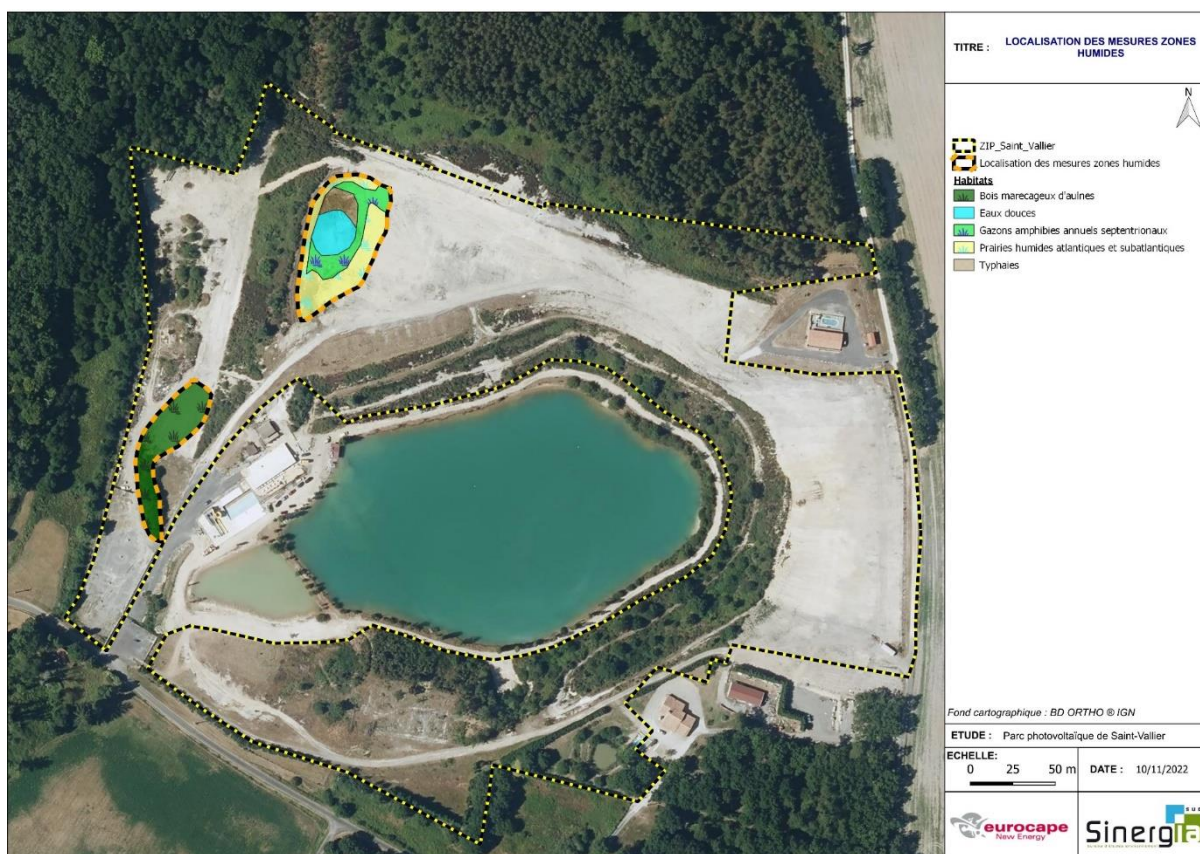 TITRE : LOCALISATION DES MESURES ZONES
HUMIDES
N
ZIP_Saint_Vallier
Localisation des mesures zones humides
Habitats
Bois marecageux d'aulnes
Eaux douces
Gazons amphibies annuels septentrionaux
Prairies humides atlantiques et subatlantiques
Typhaies
Fond cartographique : BD ORTHO ® IGN
ETUDE : Parc photovoltaïque de Saint-Vallier
ECHELLE:
0 25 50 m
DATE : 10/11/2022
eurocape
New Energy
sud
Sinergia